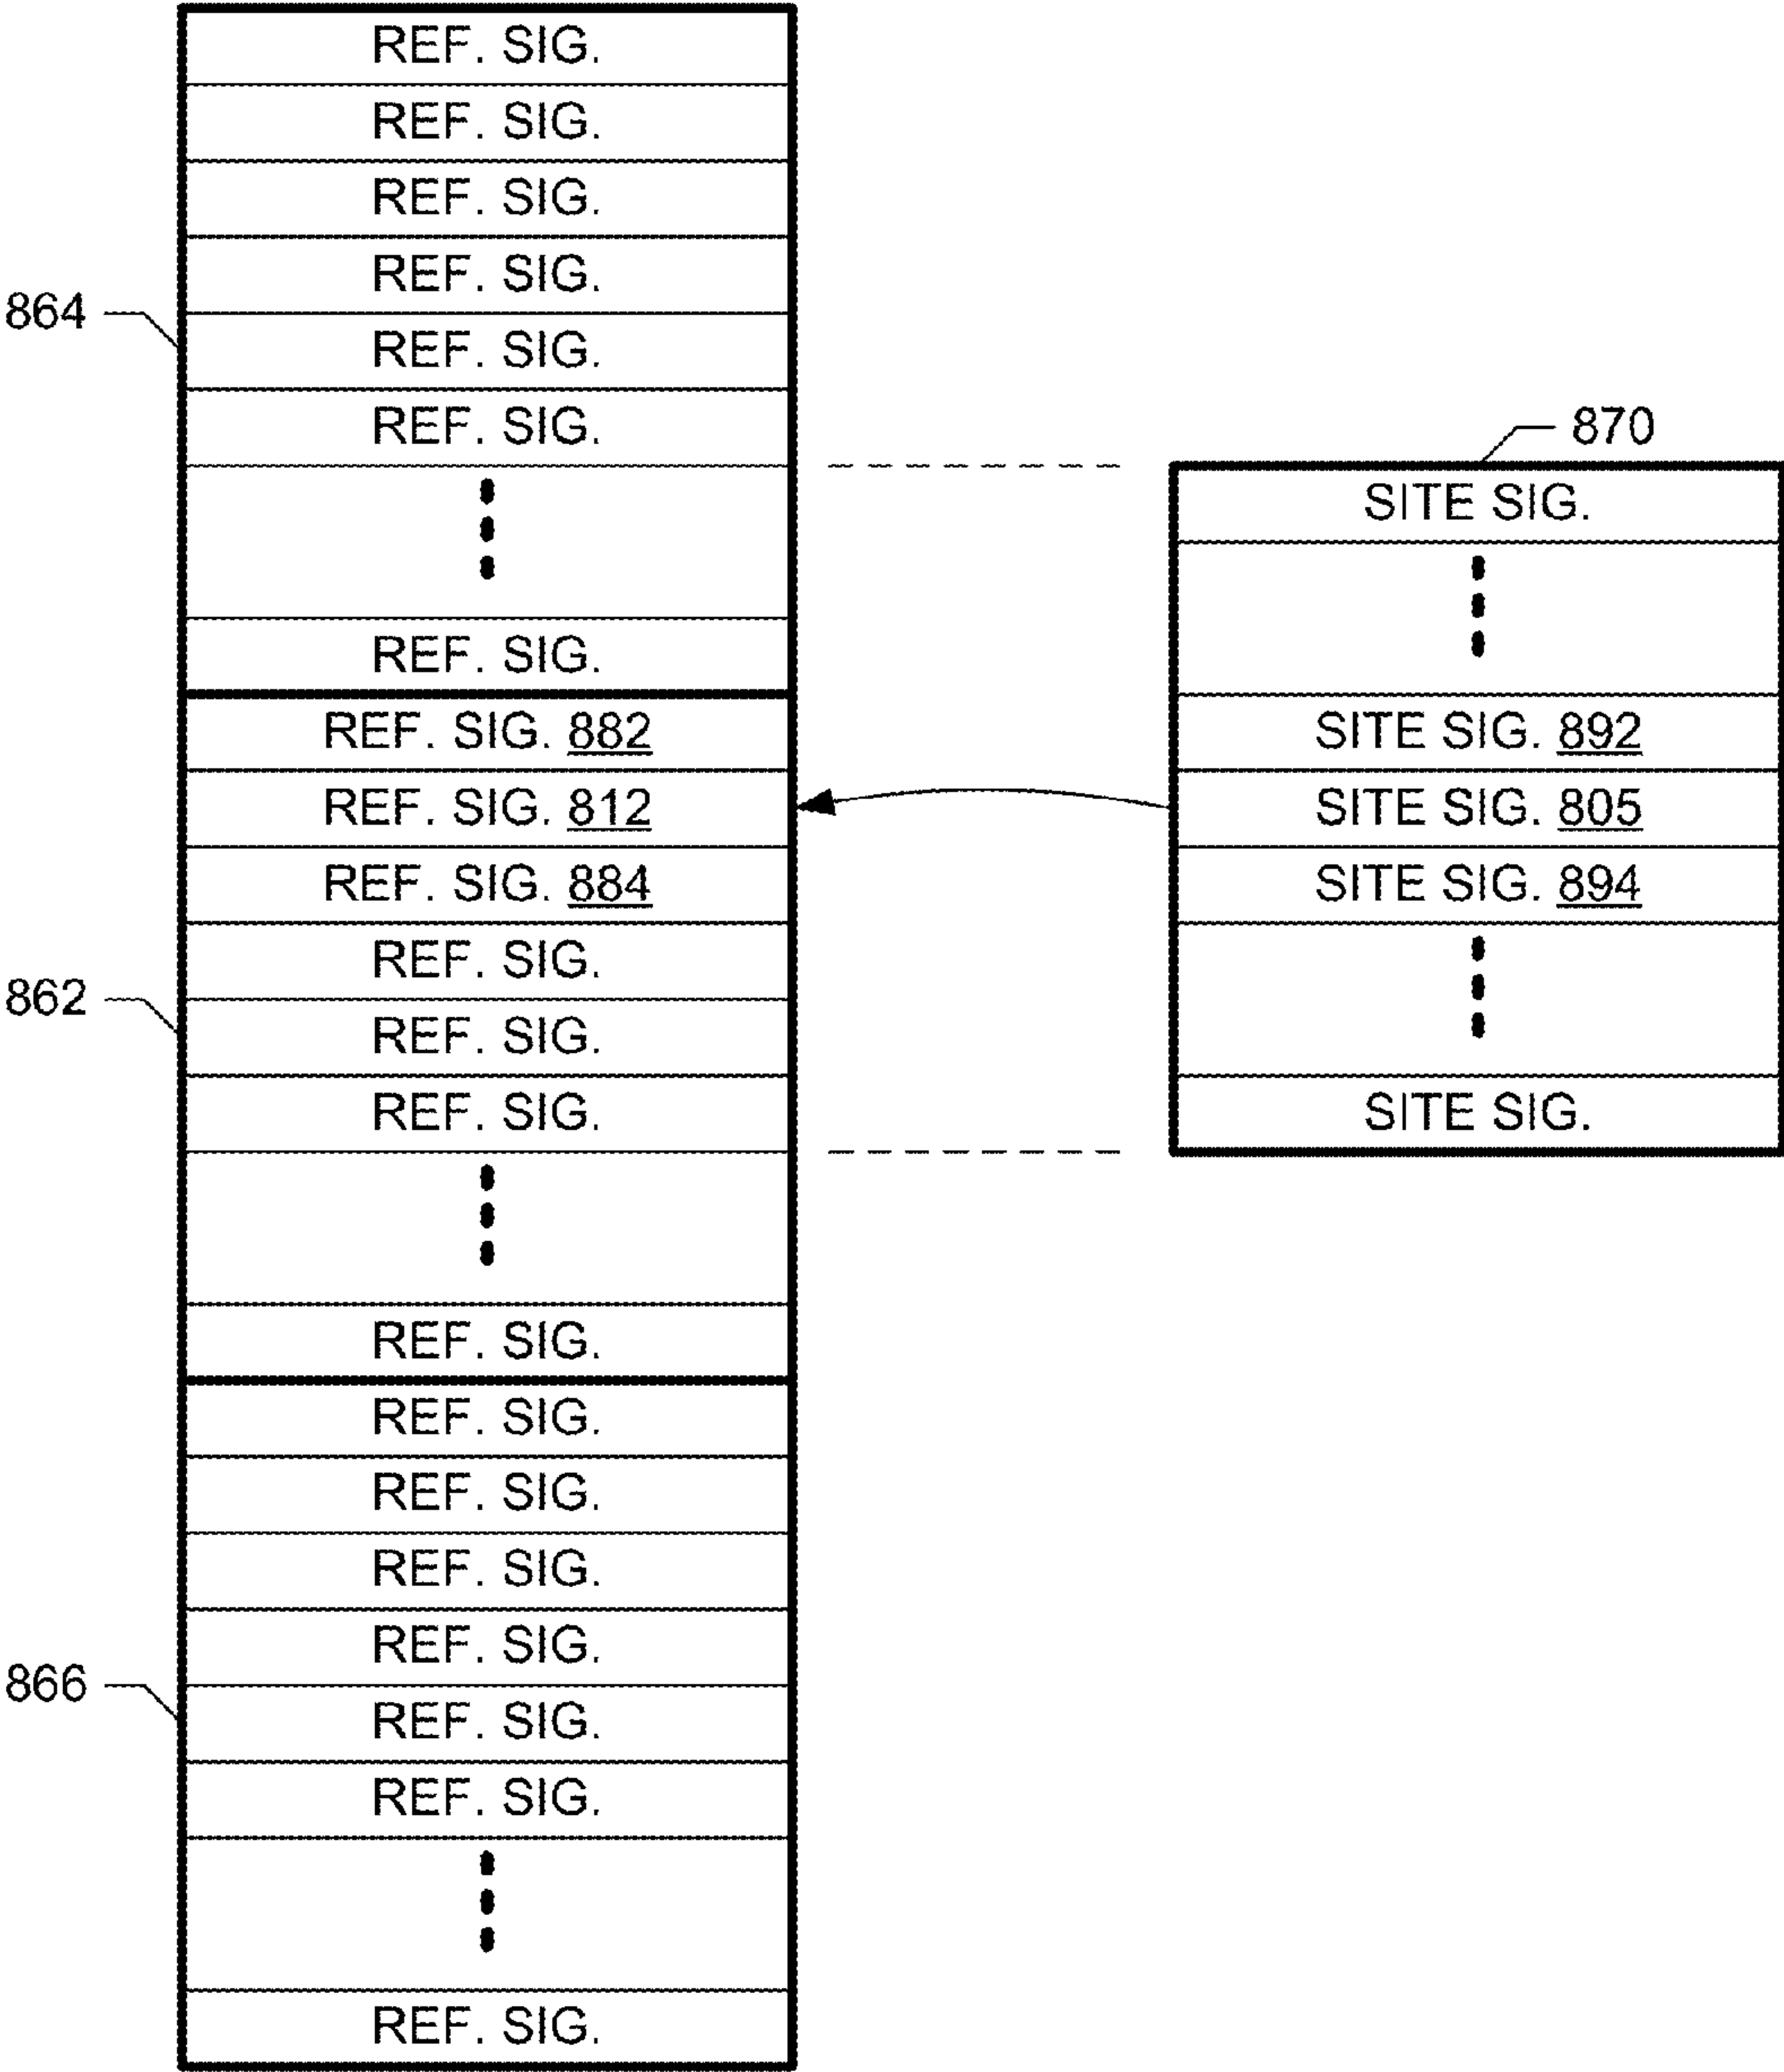 REF. SIG.
REF. SIG.
REF. SIG.
REF. SIG.
864
REF. SIG.
REF. SIG.
REF. SIG.
REF. SIG. 882
REF. SIG. 812
REF. SIG. 884
REF. SIG.
862
REF. SIG.
REF. SIG.
REF. SIG.
REF. SIG.
REF. SIG.
REF. SIG.
REF. SIG.
866
REF. SIG.
REF. SIG.
REF. SIG.
870
SITE SIG.
SITE SIG. 892
SITE SIG. 805
SITE SIG. 894
SITE SIG.